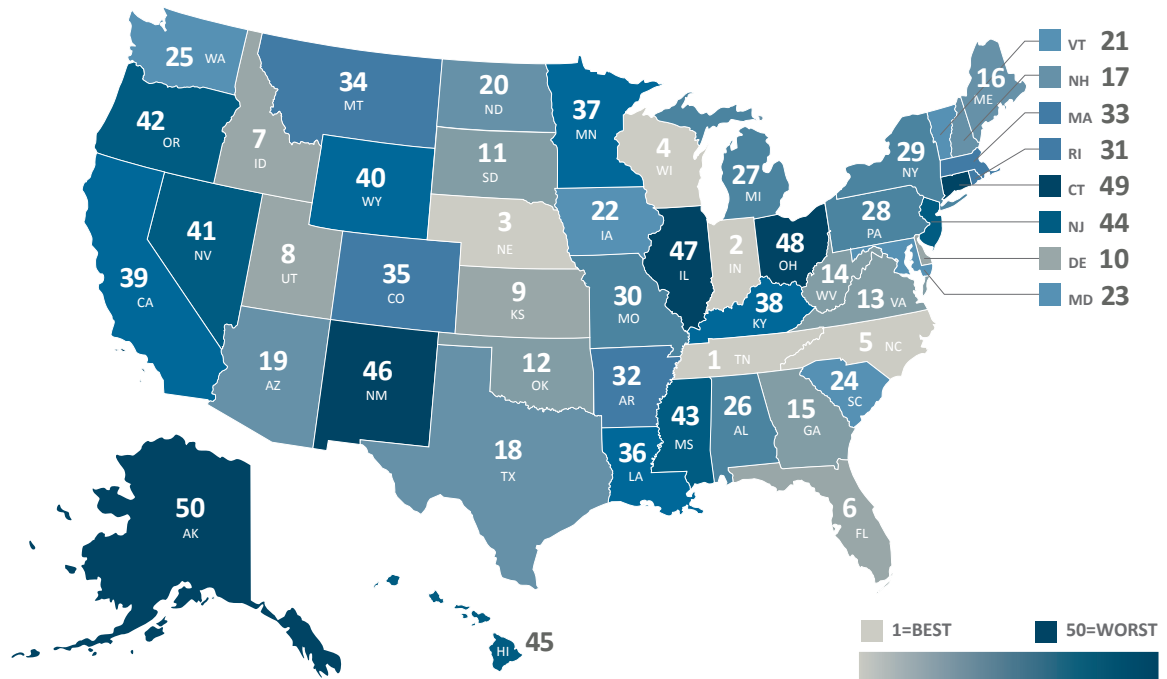 25 WA
34
MT
20
ND
37
MN
16
ME
VT 21
NH 17
MA 33
RI 31
CT 49
NJ 44
DE 10
MD 23
42
OR
7
ID
11
SD
4
WI
27
MI
29
NY
40
WY
3
NE
22
IA
28
PA
41
NV
8
UT
35
CO
9
KS
47
IL
2
IN
48
OH
14
WV
13 VA
39
CA
30
MO
38
KY
19
AZ
46
NM
12
OK
32
AR
1 TN
5 NC
24
SC
18
TX
36
LA
43
MS
26
AL
15
GA
6
FL
50
AK
HI 45
1=BEST
50=WORST